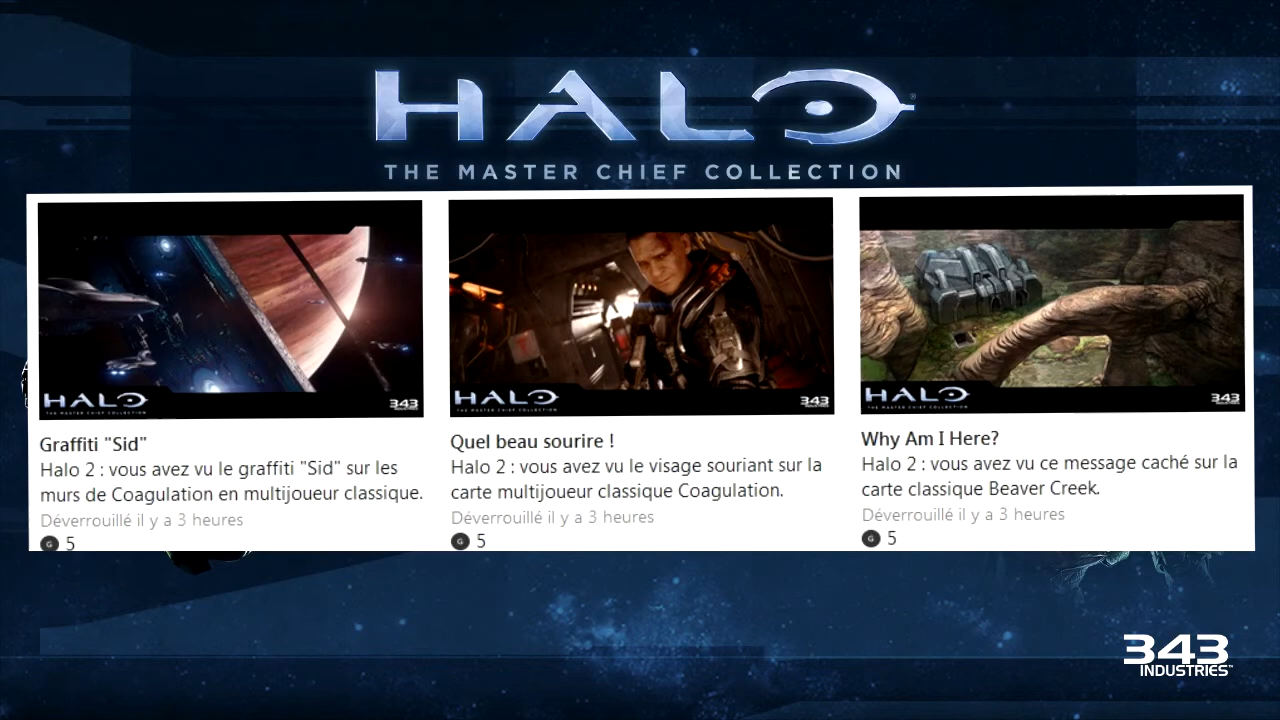 HALO
THE MASTER CHIEF COLLECTION
HALO
THE MASTER CHIEF COLLECTION
343
INDUSTRIES
Graffiti "Sid"
Halo 2 : vous avez vu le graffiti "Sid" sur les
murs de Coagulation en multijoueur classique.
Déverrouillé il y a 3 heures
G 5
HALO
THE MASTER CHIEF COLLECTION
343
INDUSTRIES
Quel beau sourire !
Halo 2 : vous avez vu le visage souriant sur la
carte multijoueur classique Coagulation.
Déverrouillé il y a 3 heures
G 5
HALO
THE MASTER CHIEF COLLECTION
343
INDUSTRIES
Why Am I Here?
Halo 2 : vous avez vu ce message caché sur la
carte classique Beaver Creek.
Déverrouillé il y a 3 heures
G 5
343
INDUSTRIES™